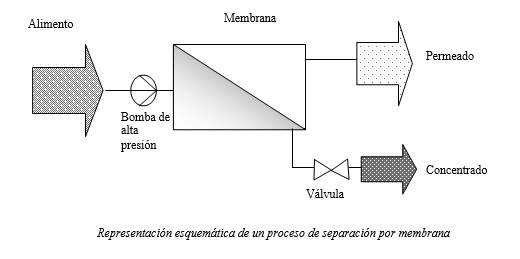 Membrana
Alimento
Permeado
Bomba de
alta
presión
Concentrado
Válvula
Representación esquemática de un proceso de separación por membrana